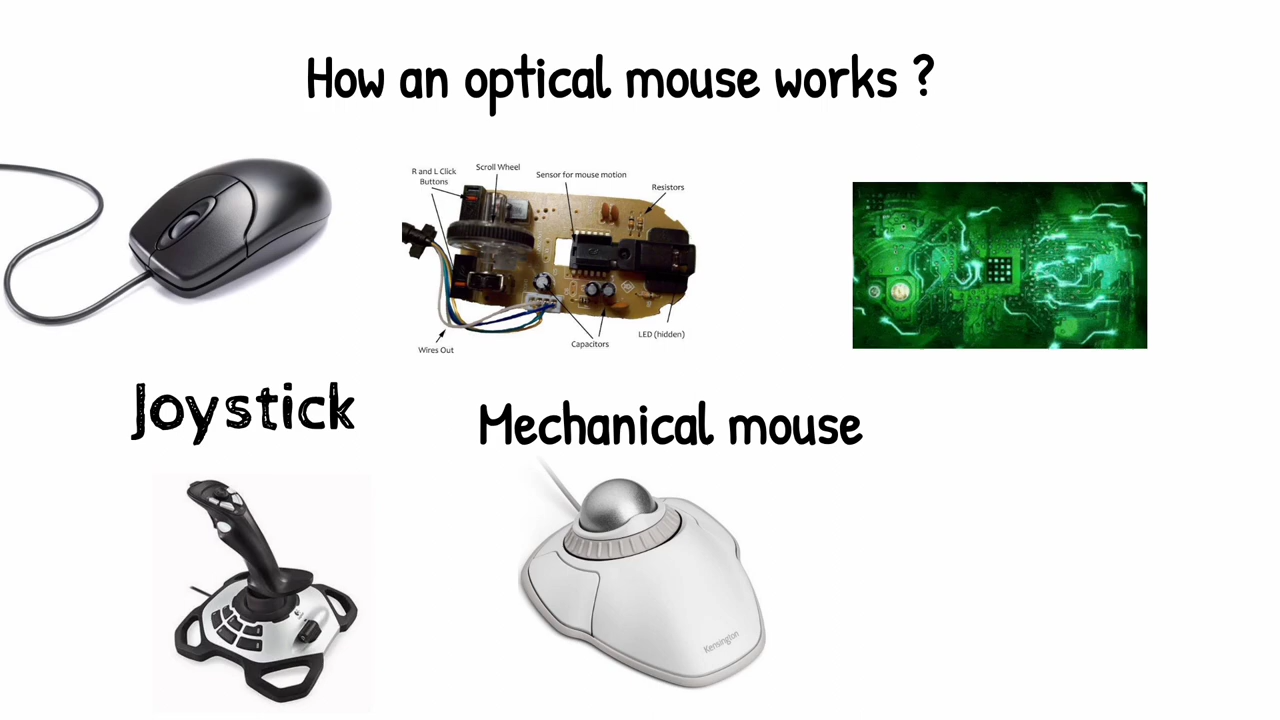 How an optical mouse works ?
R and L Click
Buttons
Scroll Wheel
Sensor for mouse motion
Resistors
Wires Out
Capacitors
LED (hidden)
Joystick
Mechanical mouse
Kensington